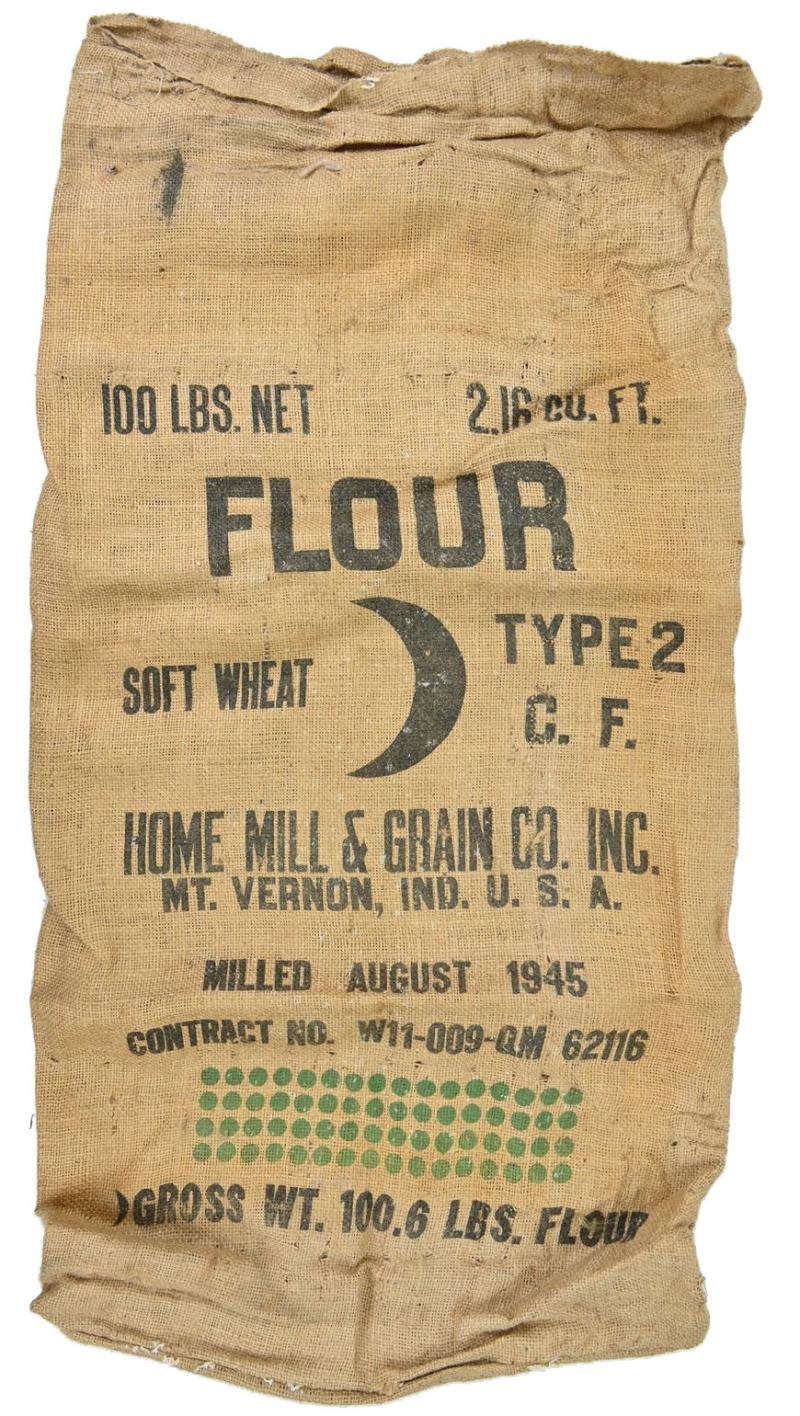 100 LBS. NET 2.16 CU. FT.
FLOUR
SOFT WHEAT
TYPE 2
C. F.
HOME MILL & GRAIN CO. INC.
MT. VERNON, IND. U. S. A.
MILLED AUGUST 1945
CONTRACT NO. W11-009-QM 62116
GROSS WT. 100.6 LBS. FLOUR